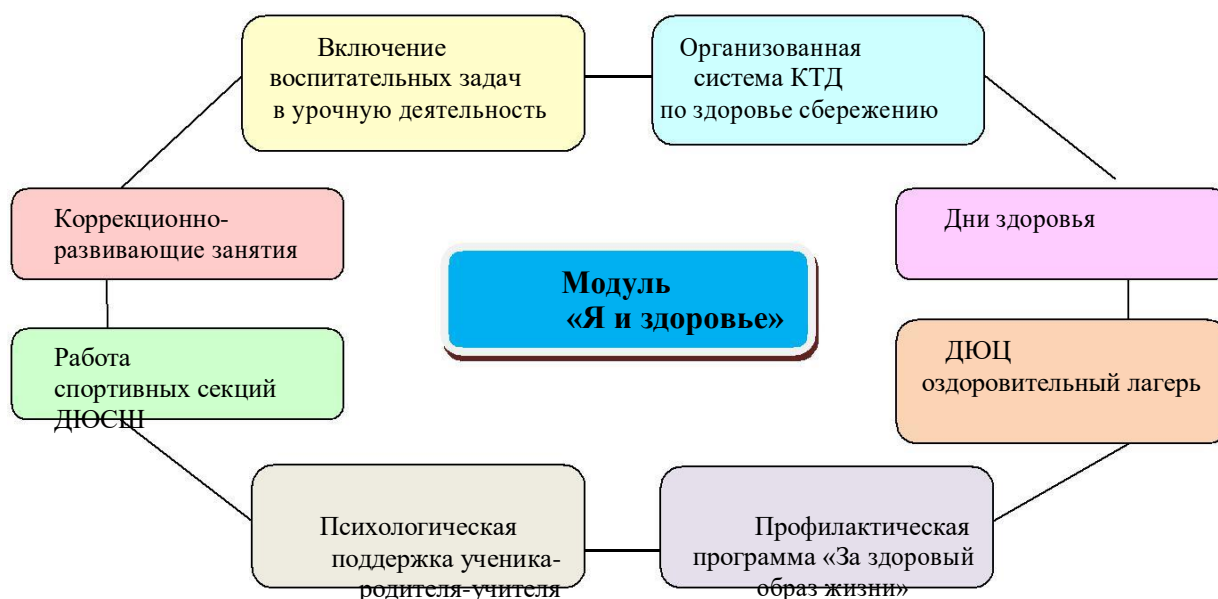 Включение
воспитательных задач
в урочную деятельность
Организованная
система КТД
по здоровье сбережению
Коррекционно-
развивающие занятия
Дни здоровья
Модуль
«Я и здоровье»
Работа
спортивных секций
ДЮСШ
ДЮЦ
оздоровительный лагерь
Психологическая
поддержка ученика-
родителя-учителя
Профилактическая
программа «За здоровый
образ жизни»